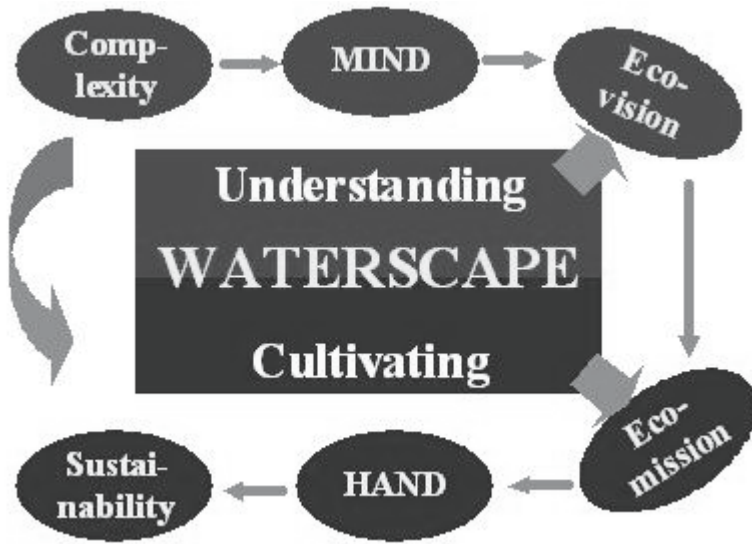 Comp-
lexity
MIND
Eco-
vision
Understanding
WATERSCAPE
Cultivating
Eco-
mission
HAND
Sustai-
nability